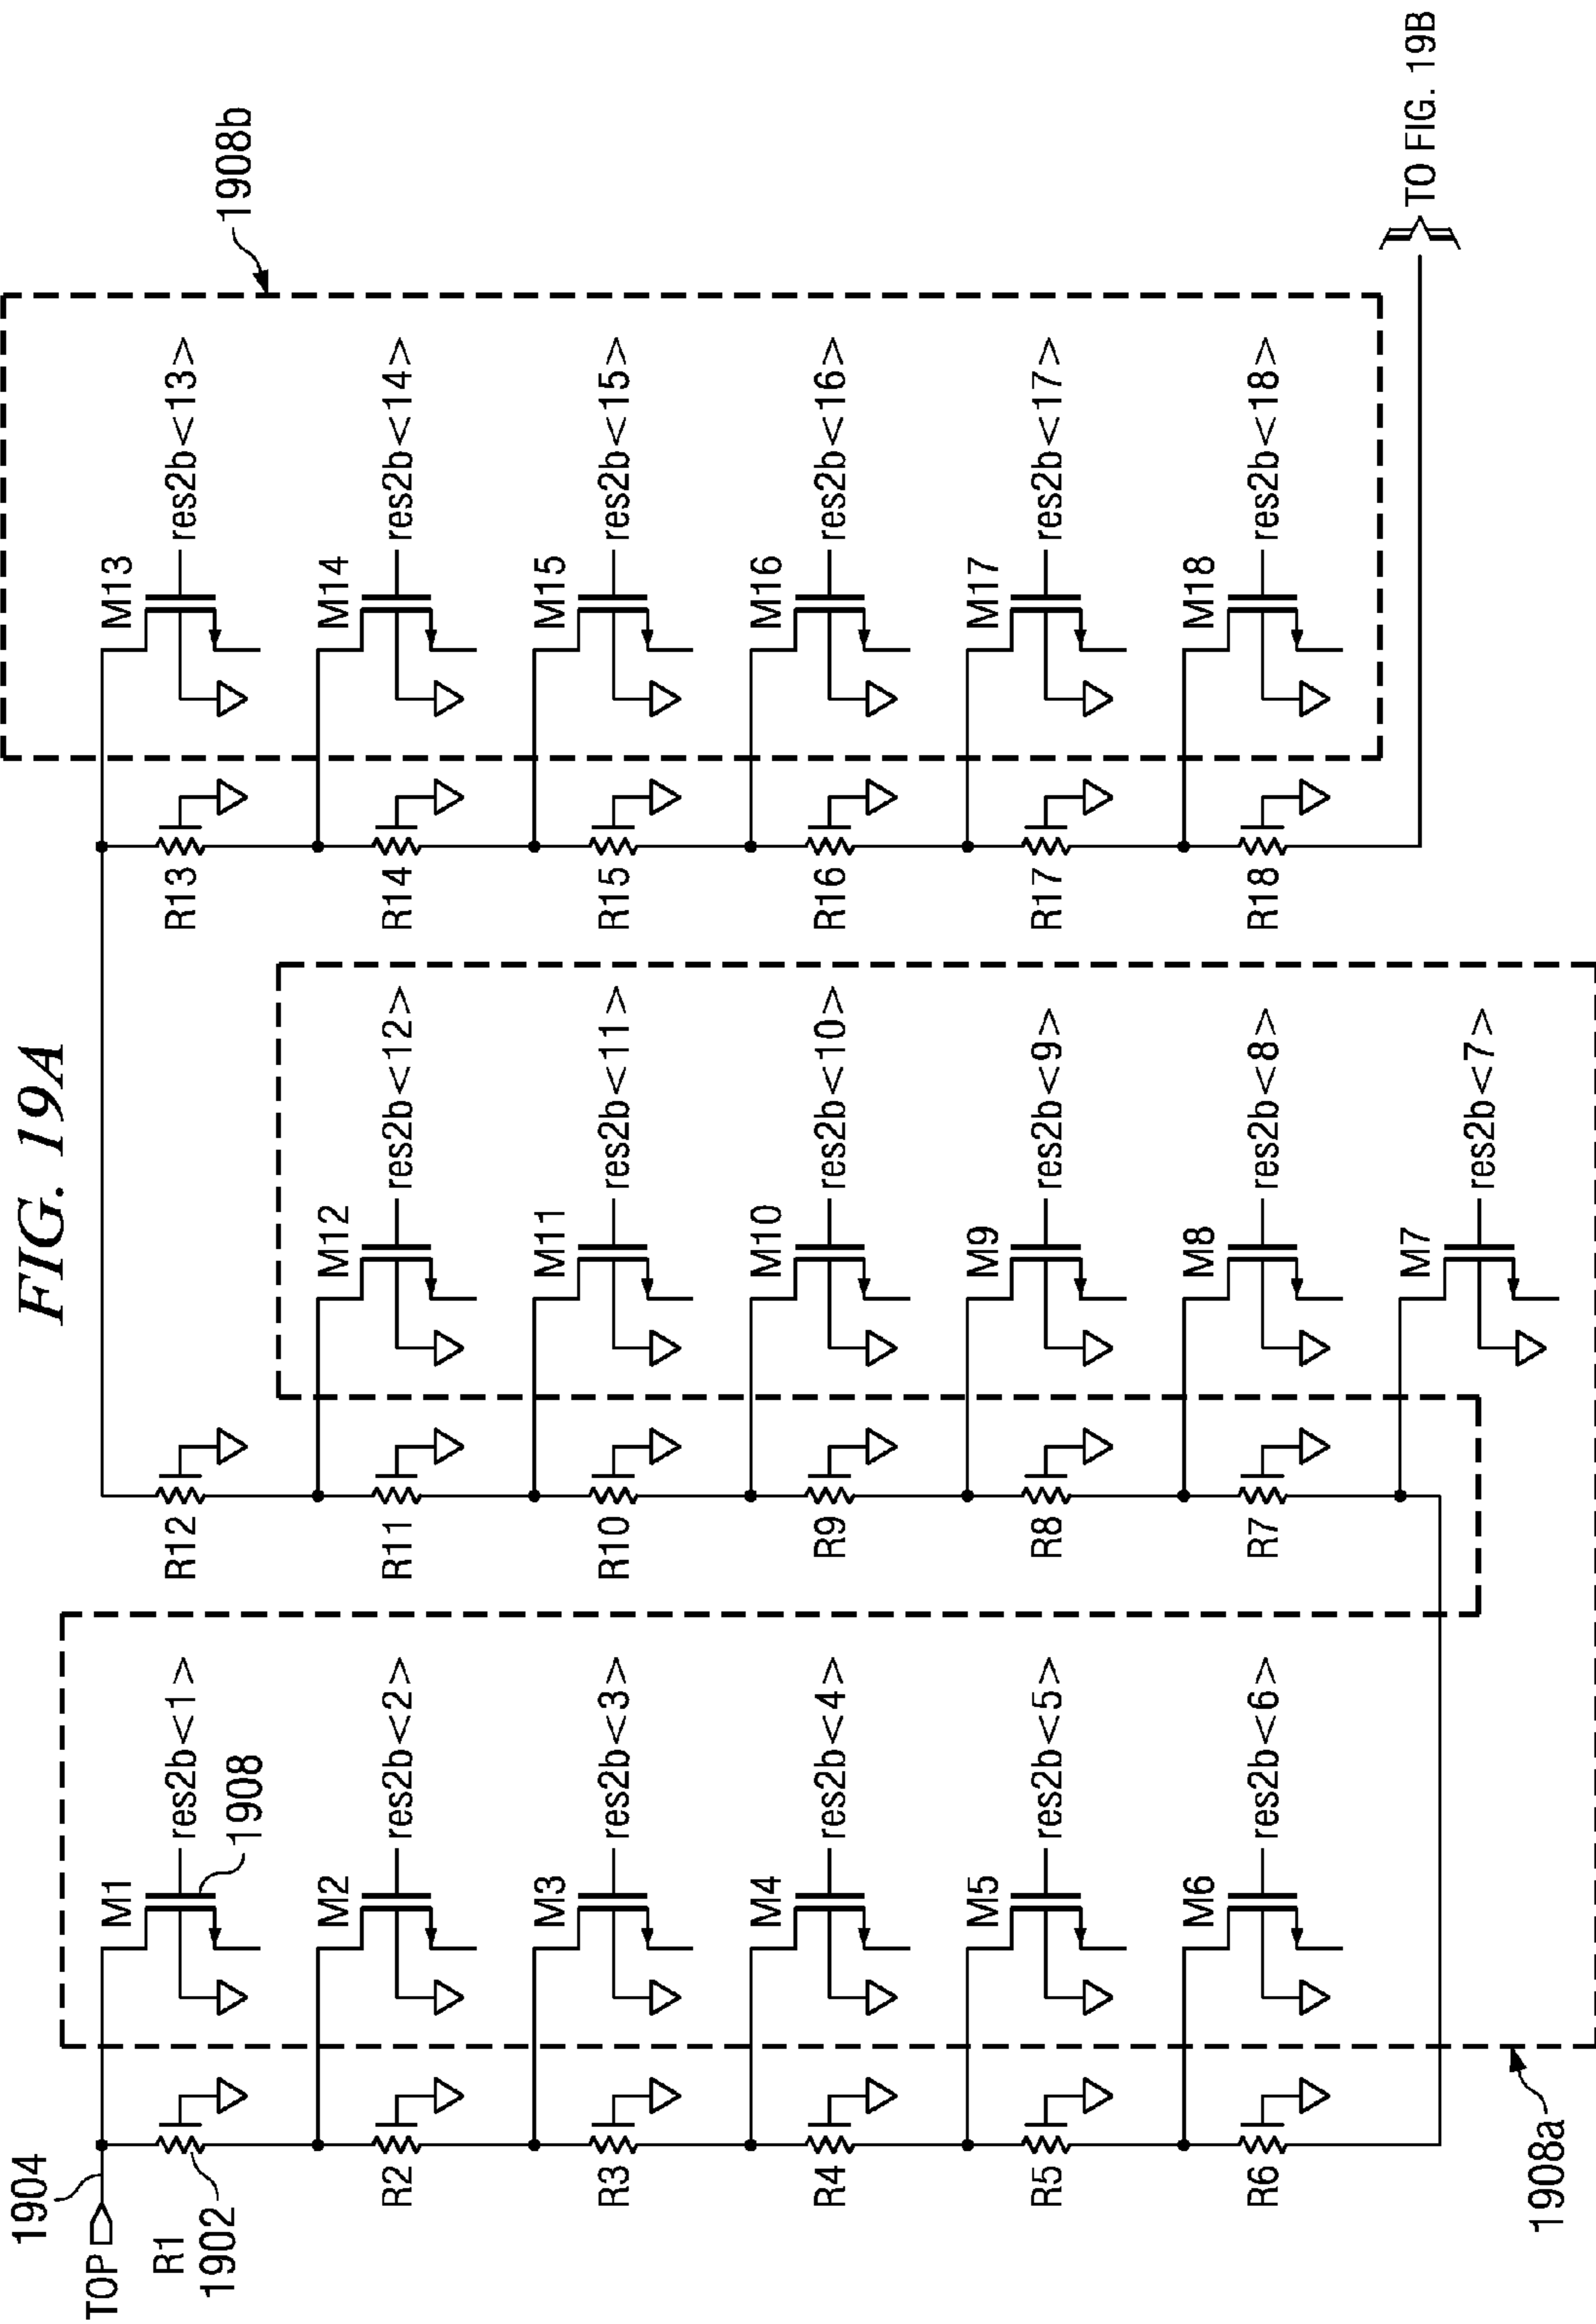 FIG. 19A
1904
TOP
R1
1902
M1
res2b<1>
1908
R2
M2
res2b<2>
R3
M3
res2b<3>
R4
M4
res2b<4>
R5
M5
res2b<5>
R6
M6
res2b<6>
1908a
R12
R11
M12
res2b<12>
R10
M11
res2b<11>
R9
M10
res2b<10>
R8
M9
res2b<9>
R7
M8
res2b<8>
M7
res2b<7>
R13
M13
res2b<13>
1908b
R14
M14
res2b<14>
R15
M15
res2b<15>
R16
M16
res2b<16>
R17
M17
res2b<17>
R18
M18
res2b<18>
TO FIG. 19B